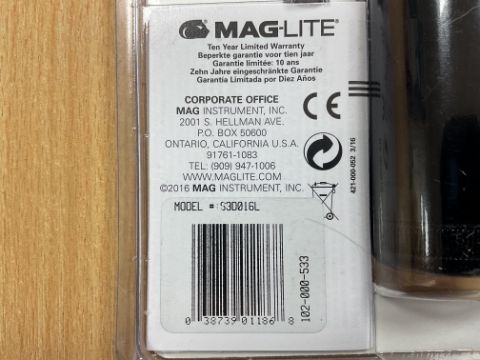 MAG-LITE®
Ten Year Limited Warranty
Beperkte garantie voor tien jaar
Garantie limitée: 10 ans
Zehn Jahre eingeschränkte Garantie
Garantía Limitada por Diez Años
CORPORATE OFFICE
MAG INSTRUMENT, INC.
2001 S. HELLMAN AVE.
P.O. BOX 50600
ONTARIO, CALIFORNIA U.S.A.
91761-1083
TEL: (909) 947-1006
WWW.MAGLITE.COM
©2016 MAG INSTRUMENT, INC.
CE
421-000-052 3/16
MODEL #: S3D016L
0 38739 01186 8
102-000-533